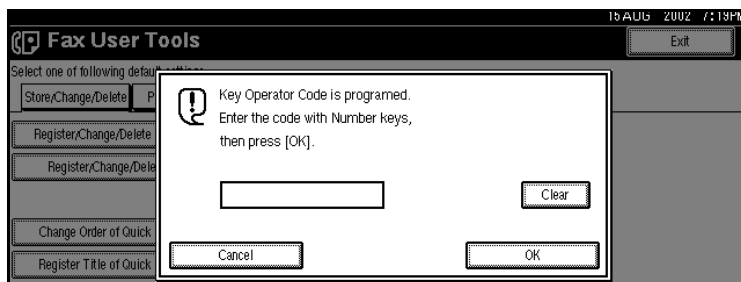 15 AUG 2002 7:19PM
Fax User Tools
Exit
Select one of following default settings
Store/Change/Delete P
Register/Change/Delete
Register/Change/Dele
Change Order of Quick
Register Title of Quick
Key Operator Code is programed.
Enter the code with Number keys,
then press [OK].
Clear
Cancel
OK